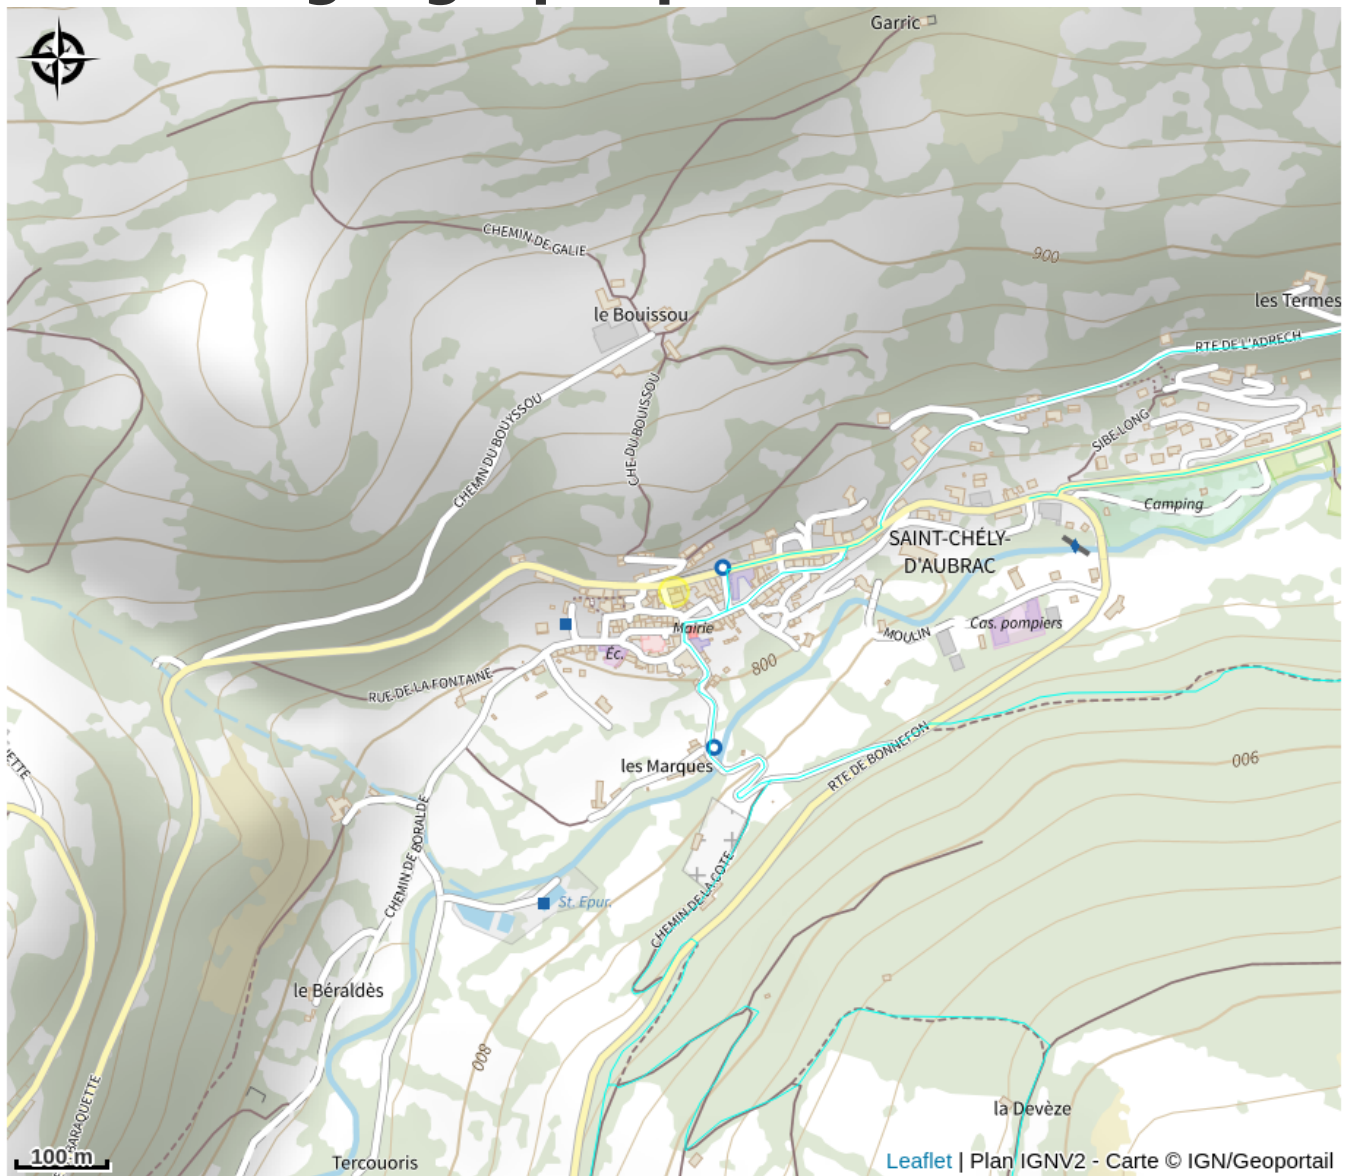 Garric
CHEMIN DE GALIE
900
les Termes
le Bouissou
RTE DE L'ADRECH
CHEMIN DU BOUYSSOU
CHE DU BOUISSOU
SIBE-LONG
Camping
SAINT-CHÉLY-
D'AUBRAC
Mairie
Cas. pompiers
MOULIN
Éc.
800
RUE DE LA FONTAINE
les Marques
RTE DE BONNEFON
900
ETTE
CHEMIN DE BORALDE
CHEMIN DE LA COTE
St. Epur.
le Béraldès
800
BARAQUETTE
la Devèze
100 m
Tercouoris
Leaflet | Plan IGNV2 - Carte © IGN/Geoportail